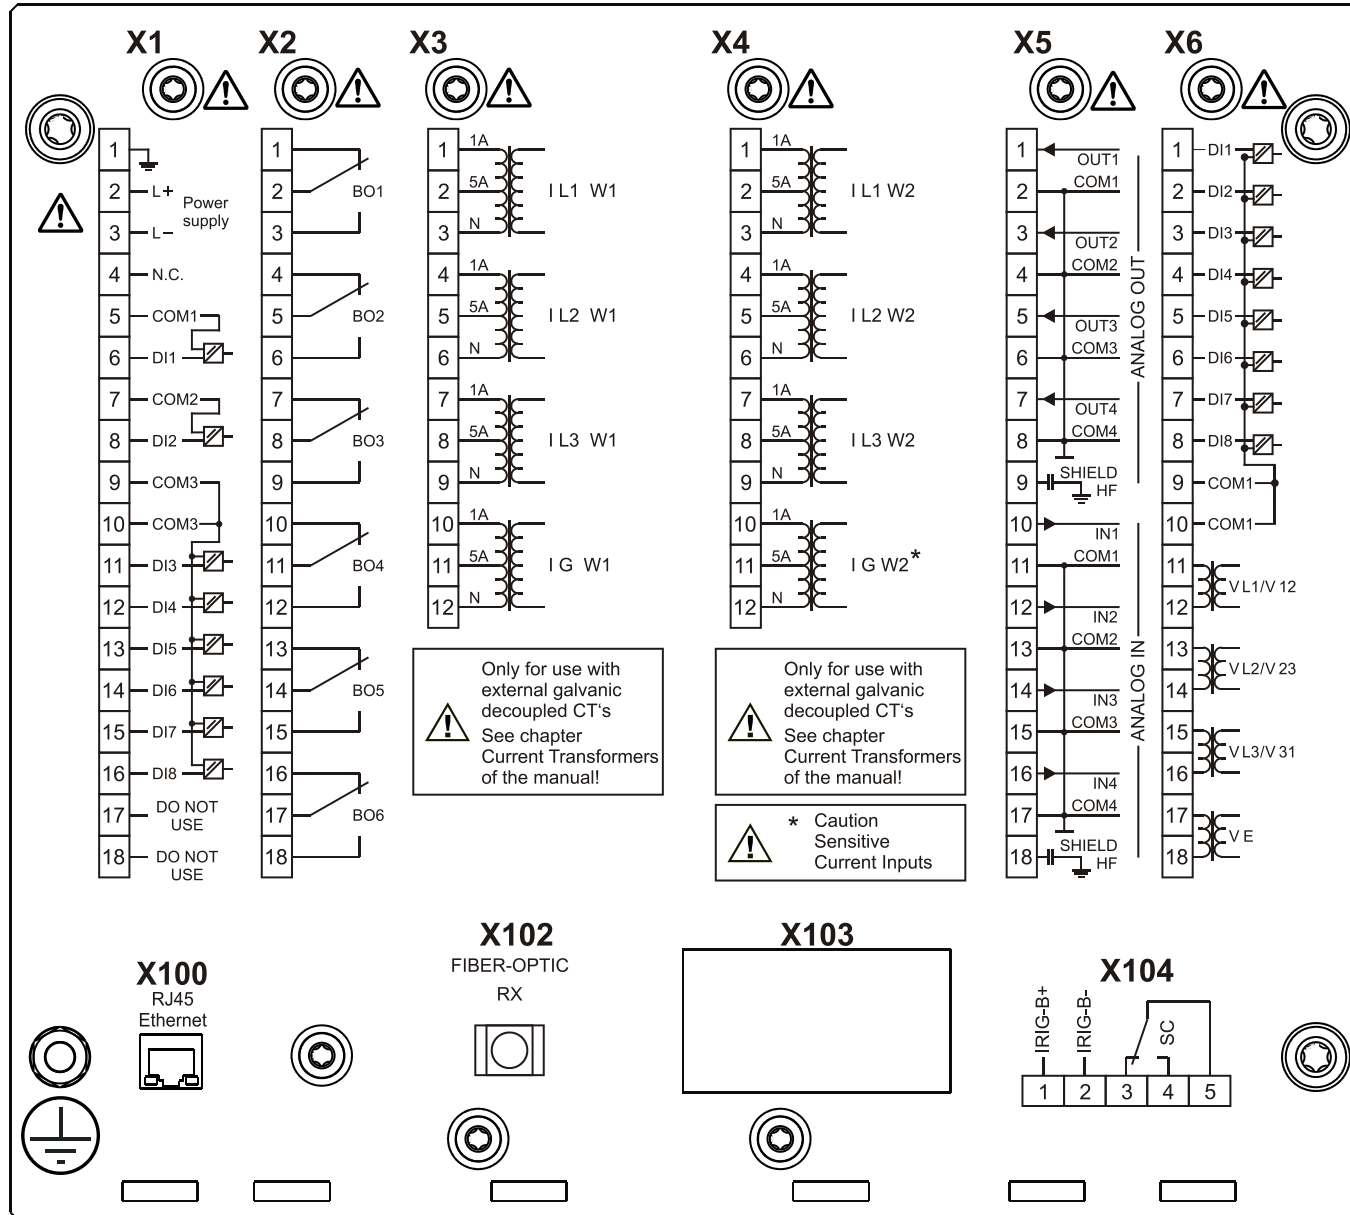 X1
1
2 L+
3 L−
Power
supply
4 N.C.
5 COM1
6 DI1
7 COM2
8 DI2
9 COM3
10 COM3
11 DI3
12 DI4
13 DI5
14 DI6
15 DI7
16 DI8
17 DO NOT
USE
18 DO NOT
USE
X2
1
2 BO1
3
4
5 BO2
6
7
8 BO3
9
10
11 BO4
12
13
14 BO5
15
16
17 BO6
18
X3
1 1A
2 5A I L1 W1
3 N
4 1A
5 5A I L2 W1
6 N
7 1A
8 5A I L3 W1
9 N
10 1A
11 5A I G W1
12 N
Only for use with
external galvanic
decoupled CT's
See chapter
Current Transformers
of the manual!
X4
1 1A
2 5A I L1 W2
3 N
4 1A
5 5A I L2 W2
6 N
7 1A
8 5A I L3 W2
9 N
10 1A
11 5A I G W2*
12 N
Only for use with
external galvanic
decoupled CT's
See chapter
Current Transformers
of the manual!
* Caution
Sensitive
Current Inputs
X5
1 OUT1
2 COM1
3 OUT2
4 COM2
5 OUT3
6 COM3
7 OUT4
8 COM4
9 SHIELD
HF
ANALOG OUT
10 IN1
11 COM1
12 IN2
13 COM2
14 IN3
15 COM3
16 IN4
17 COM4
18 SHIELD
HF
ANALOG IN
X6
1 DI1
2 DI2
3 DI3
4 DI4
5 DI5
6 DI6
7 DI7
8 DI8
9 COM1
10 COM1
11
V L1/V 12
12
13
V L2/V 23
14
15
V L3/V 31
16
17
V E
18
X100
RJ45
Ethernet
X102
FIBER-OPTIC
RX
X103
X104
IRIG-B+
IRIG-B-
SC
1 2 3 4 5